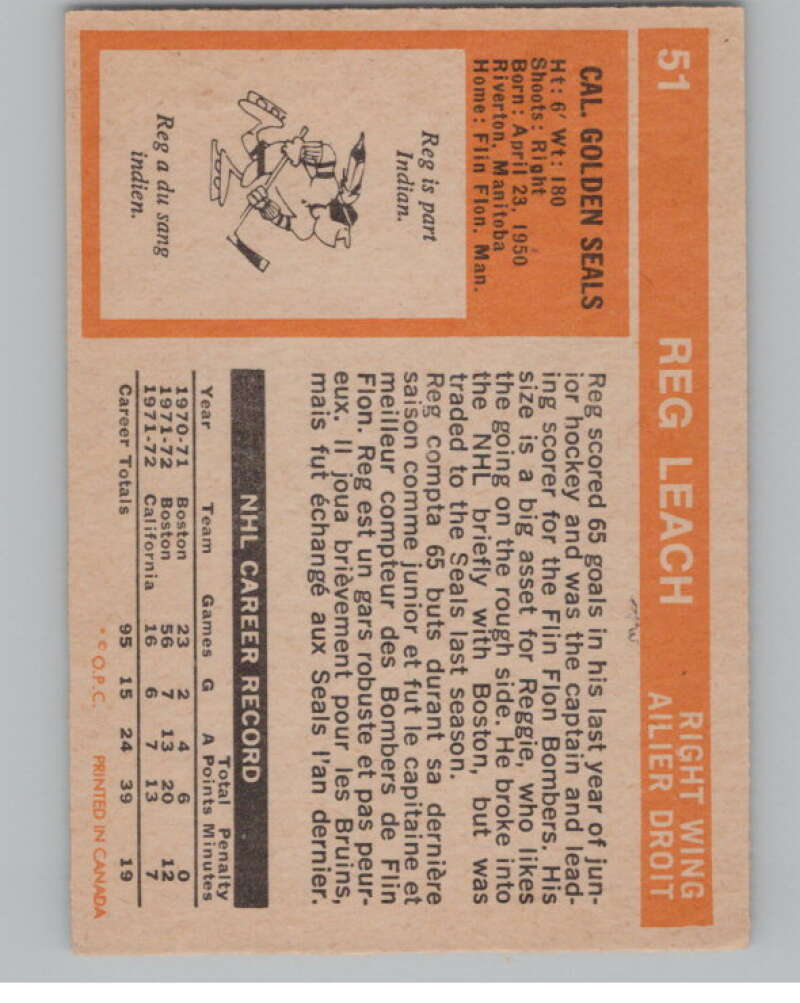 51 REG LEACH RIGHT WING
AILIER DROIT
CAL. GOLDEN SEALS
Ht: 6' Wt: 180
Shoots: Right
Born: April 23, 1950
Riverton, Manitoba
Home: Flin Flon, Man.
Reg is part
Indian.
Reg a du sang
indien.
Reg scored 65 goals in his last year of jun-
ior hockey and was the captain and lead-
ing scorer for the Flin Flon Bombers. His
size is a big asset for Reggie, who likes
the going on the rough side. He broke into
the NHL briefly with Boston, but was
traded to the Seals last season.
Reg compta 65 buts durant sa dernière
saison comme junior et fut le capitaine et
meilleur compteur des Bombers de Flin
Flon. Reg est un gars robuste et pas peur-
eux. Il joua brièvement pour les Bruins,
mais fut échangé aux Seals l'an dernier.
NHL CAREER RECORD
Total Penalty
Year Team Games G A Points Minutes
1970-71 Boston 23 2 4 6 0
1971-72 Boston 56 7 13 20 12
1971-72 California 16 6 7 13 7
Career Totals 95 15 24 39 19
* © O.P.C. PRINTED IN CANADA